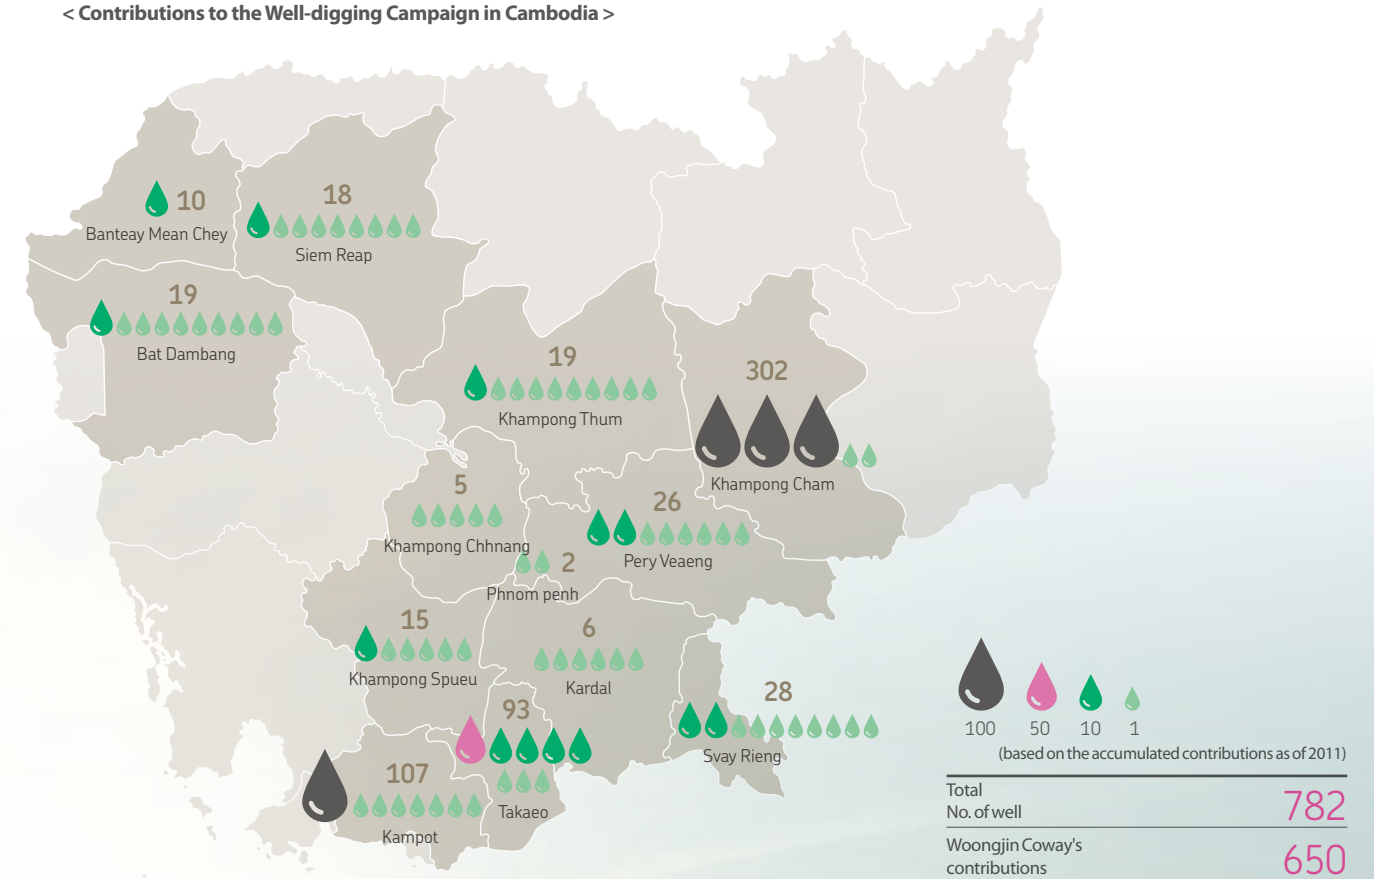 < Contributions to the Well-digging Campaign in Cambodia >
10
Banteay Mean Chey
18
Siem Reap
19
Bat Dambang
19
Khampong Thum
302
Khampong Cham
5
Khampong Chhnang
26
Pery Veaeng
2
Phnom penh
15
Khampong Spueu
6
Kardal
28
Svay Rieng
93
Takaeo
107
Kampot
100 50 10 1
(based on the accumulated contributions as of 2011)
Total
No. of well
782
Woongjin Coway's
contributions
650